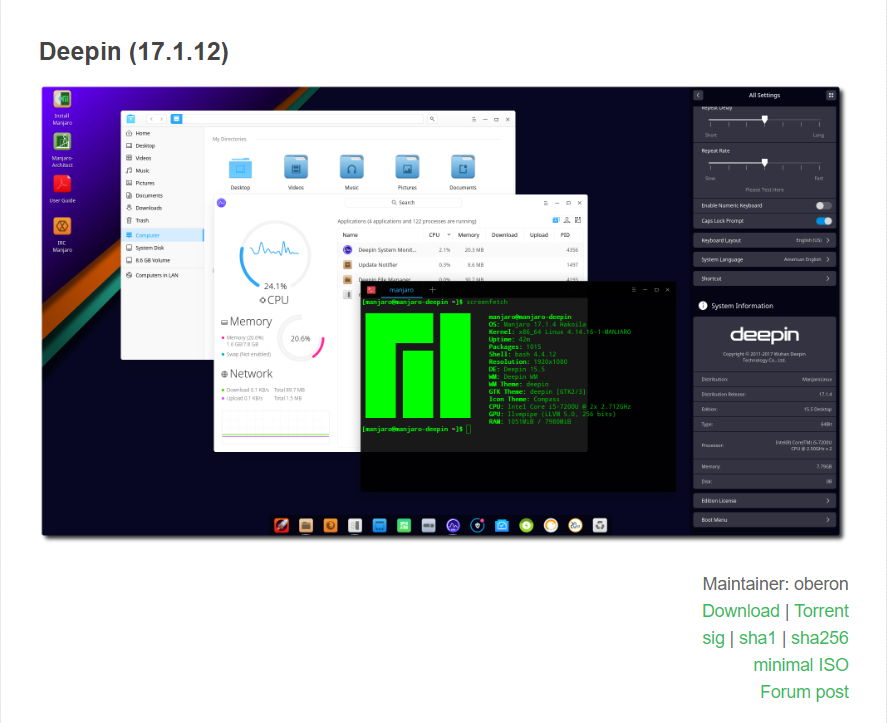 Deepin (17.1.12)
Install
Manjaro
Manjaro-
Architect
User Guide
IRC
Manjaro
Home
Desktop
Videos
Music
Pictures
Documents
Downloads
Trash
Computer
System Disk
8.6 GB Volume
Computers in LAN
My Directories
Desktop
Videos
Music
Pictures
Documents
Search
Applications (4 applications and 122 processes are running)
Name CPU Memory Download Upload PID
Deepin System Monit... 2.1% 20.3 MB 4356
Update Notifier 0.3% 8.6 MB 1491
Deepin File Manager 0.0% 30.7 MB 4193
24.1%
CPU
Memory
Memory (20.6%)
1.6 GB/7.8 GB
Swap (Not enabled)
20.6%
Network
Download 0.1 KB/s Total 89.7 MB
Upload 0.1 KB/s Total 1.5 MB
manjaro
[manjaro@manjaro-deepin ~]$ screenfetch
manjaro@manjaro-deepin
OS: Manjaro 17.1.4 Hakoila
Kernel: x86_64 Linux 4.14.16-1-MANJARO
Uptime: 42m
Packages: 1015
Shell: bash 4.4.12
Resolution: 1920x1080
DE: Deepin 15.5
WM: Deepin WM
WM Theme: deepin
GTK Theme: deepin [GTK2/3]
Icon Theme: Compass
CPU: Intel Core i5-7200U @ 2x 2.712GHz
GPU: llvmpipe (LLVM 5.0, 256 bits)
RAM: 1051MiB / 7980MiB
[manjaro@manjaro-deepin ~]$
All Settings
Repeat Delay
Short Long
Repeat Rate
Slow Fast
Please Test Here
Enable Numeric Keyboard
Caps Lock Prompt
Keyboard Layout English (US)
System Language American English
Shortcut
System Information
deepin
Copyright © 2011-2017 Wuhan Deepin
Technology Co., Ltd.
Distribution: ManjaroLinux
Distribution Release: 17.1.4
Edition: 15.5 Desktop
Type: 64Bit
Processor: Intel(R) Core(TM) i5-7200U
CPU @ 2.50GHz x 2
Memory: 7.79GB
Disk: 0B
Edition License
Boot Menu
Maintainer: oberon
Download | Torrent
sig | sha1 | sha256
minimal ISO
Forum post